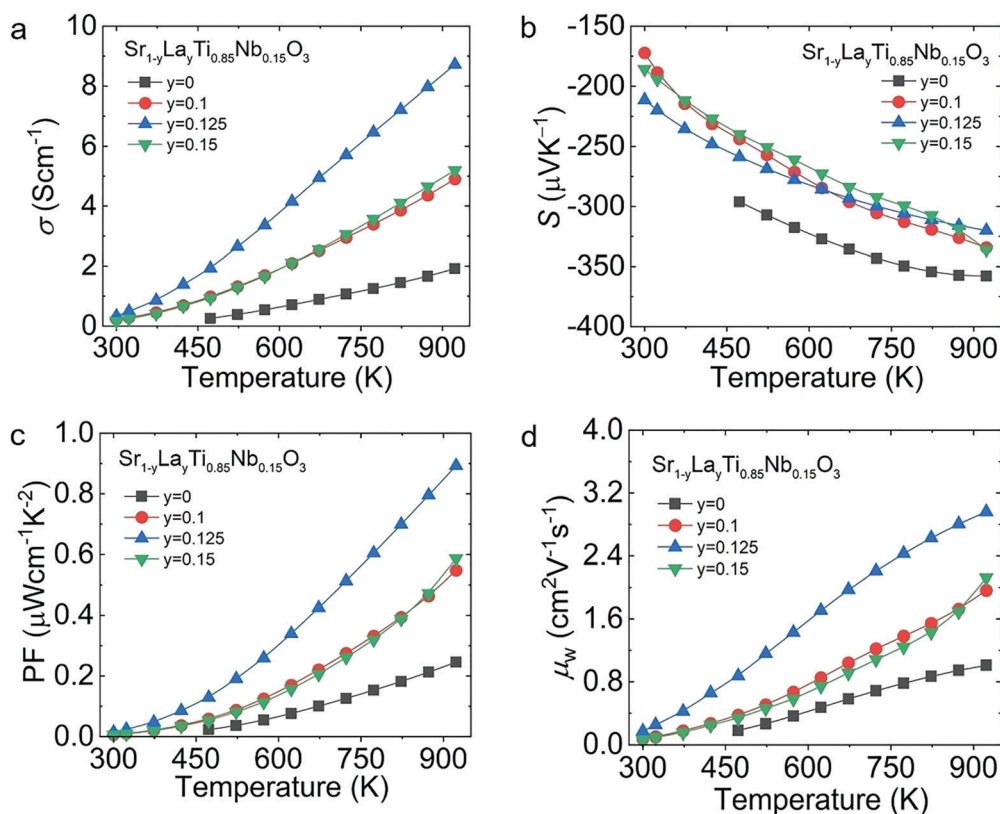 a
Sr₁₋yLayTi₀.₈₅Nb₀.₁₅O₃
y=0
y=0.1
y=0.125
y=0.15
10
8
6
4
2
0
σ (Scm⁻¹)
300 450 600 750 900
Temperature (K)
b
Sr₁₋yLayTi₀.₈₅Nb₀.₁₅O₃
y=0
y=0.1
y=0.125
y=0.15
-150
-200
-250
-300
-350
-400
S (μVK⁻¹)
300 450 600 750 900
Temperature (K)
c
Sr₁₋yLayTi₀.₈₅Nb₀.₁₅O₃
y=0
y=0.1
y=0.125
y=0.15
1.0
0.8
0.6
0.4
0.2
0.0
PF (μWcm⁻¹K⁻²)
300 450 600 750 900
Temperature (K)
d
Sr₁₋yLayTi₀.₈₅Nb₀.₁₅O₃
y=0
y=0.1
y=0.125
y=0.15
4.0
3.2
2.4
1.6
0.8
0.0
μw (cm²V⁻¹s⁻¹)
300 450 600 750 900
Temperature (K)